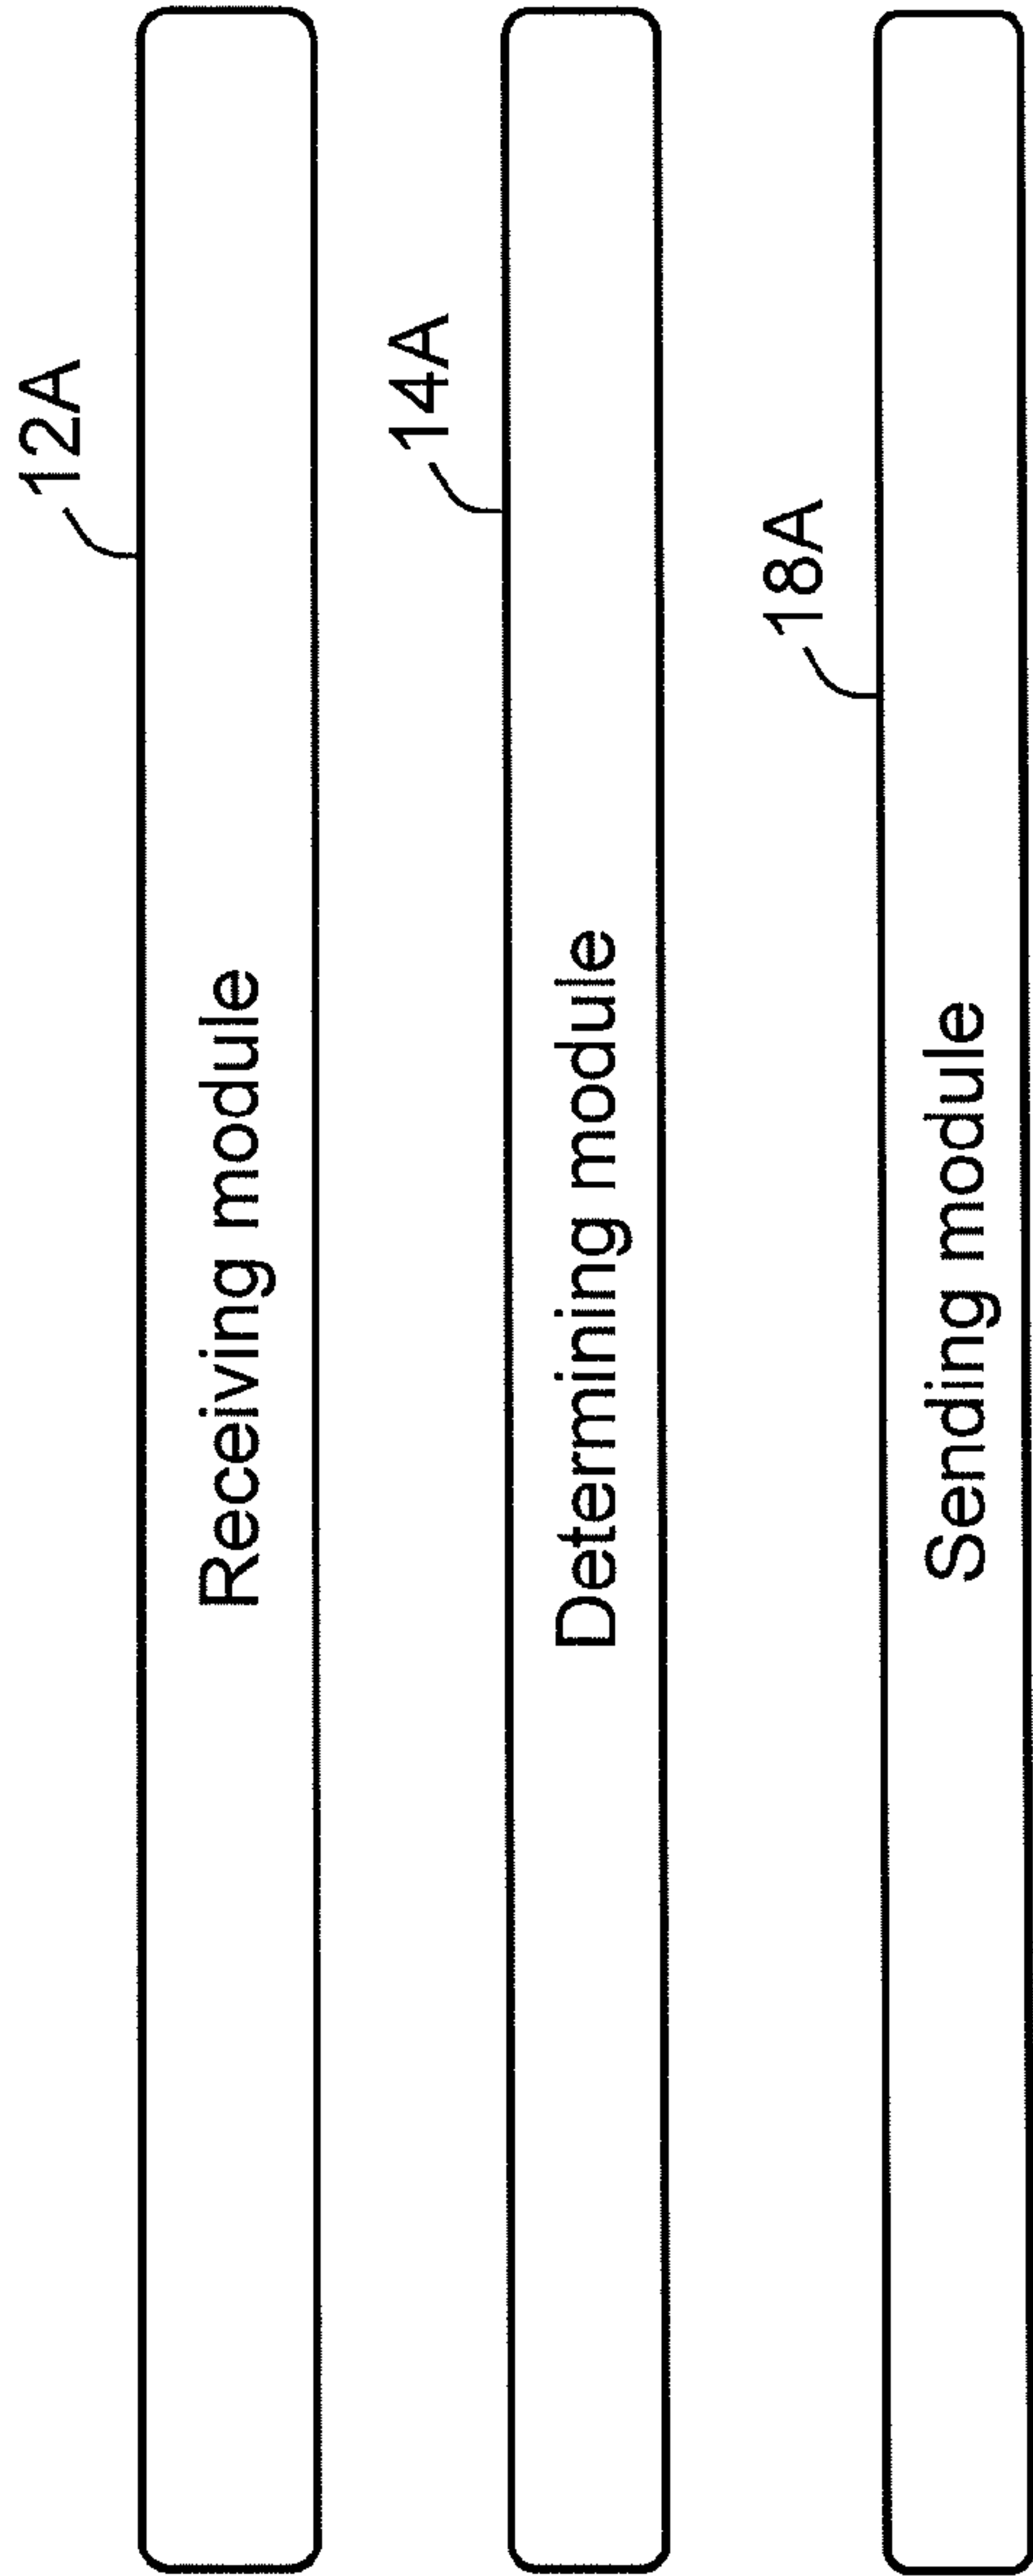 12A
Receiving module
14A
Determining module
18A
Sending module